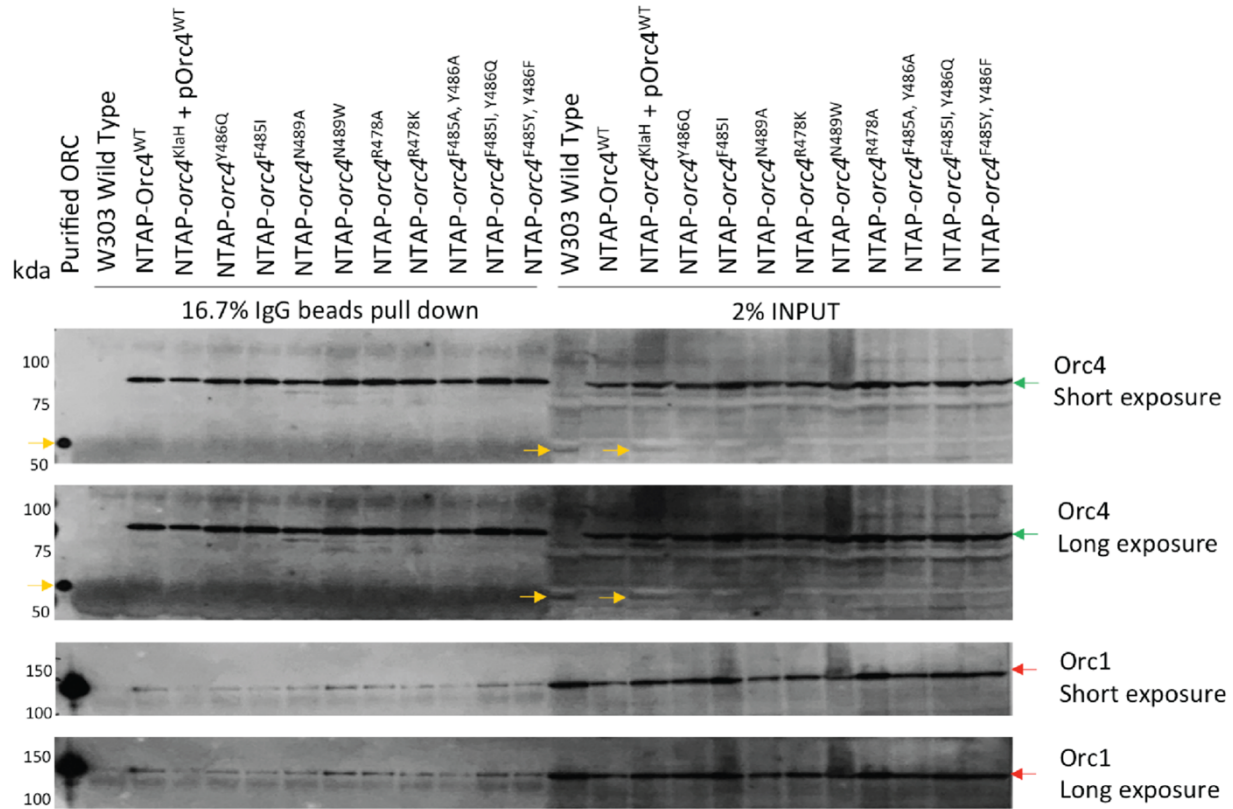 kda
Purified ORC
W303 Wild Type
NTAP-Orc4WT
NTAP-orc4KlaH + pOrc4WT
NTAP-orc4Y486Q
NTAP-orc4F485I
NTAP-orc4N489A
NTAP-orc4N489W
NTAP-orc4R478A
NTAP-orc4R478K
NTAP-orc4F485A, Y486A
NTAP-orc4F485I, Y486Q
NTAP-orc4F485Y, Y486F
W303 Wild Type
NTAP-Orc4WT
NTAP-orc4KlaH + pOrc4WT
NTAP-orc4Y486Q
NTAP-orc4F485I
NTAP-orc4N489A
NTAP-orc4R478K
NTAP-orc4N489W
NTAP-orc4R478A
NTAP-orc4F485A, Y486A
NTAP-orc4F485I, Y486Q
NTAP-orc4F485Y, Y486F
16.7% IgG beads pull down
2% INPUT
100
75
50
Orc4
Short exposure
100
75
50
Orc4
Long exposure
150
100
Orc1
Short exposure
150
100
Orc1
Long exposure